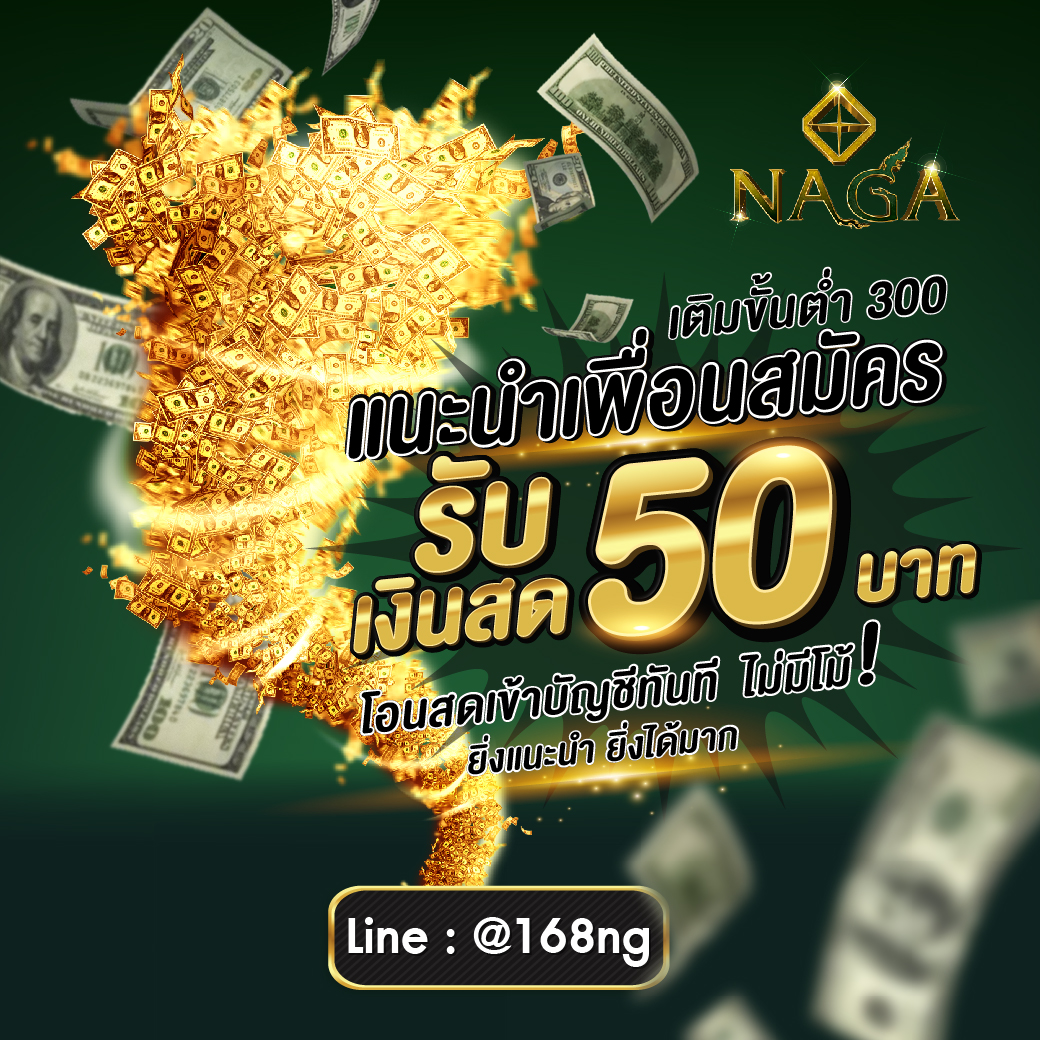 NAGA
เติมขั้นต่ำ 300
แนะนำเพื่อนสมัคร
รับ
เงินสด 50 บาท
โอนสดเข้าบัญชีทันที ไม่มีโม้!
ยิ่งแนะนำ ยิ่งได้มาก
Line : @168ng